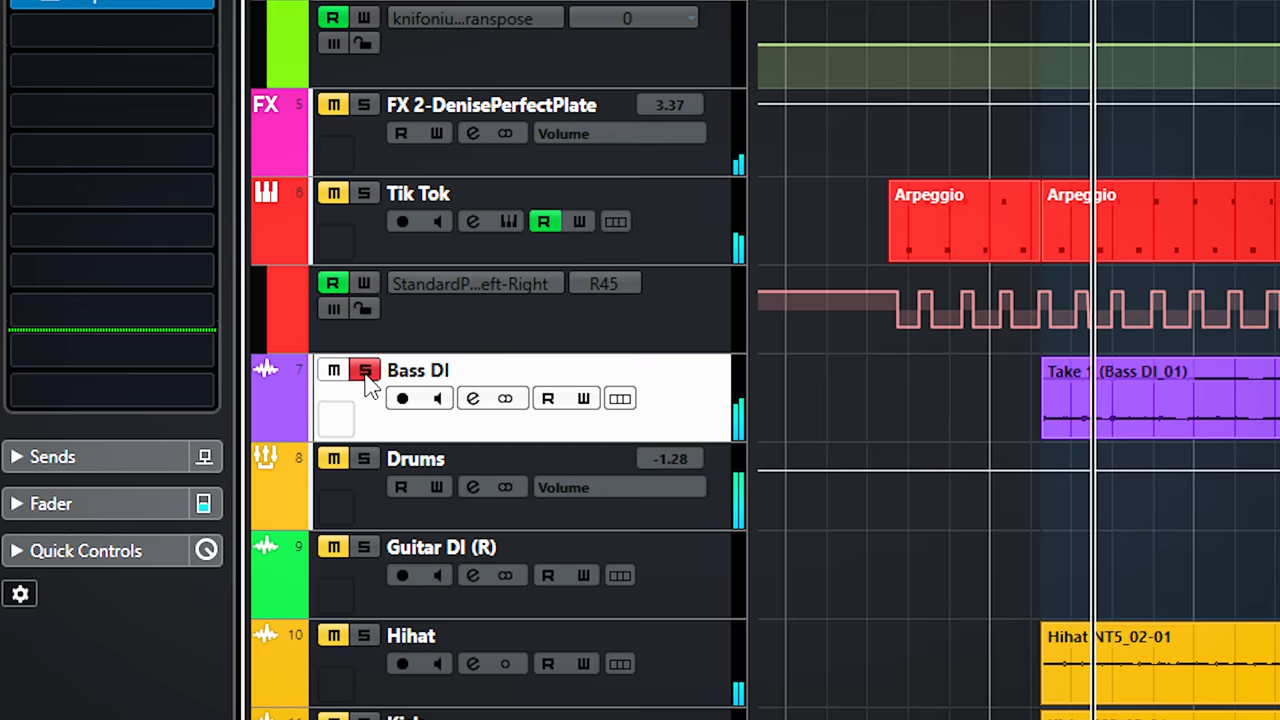 R W knifoniu...ranspose 0
FX 5 M S FX 2-DenisePerfectPlate 3.37
R W e Volume
6 M S Tik Tok
e R W
R W StandardP...eft-Right R45
7 M S Bass DI
e R W
Take 1 (Bass DI_01)
8 M S Drums -1.28
R W e Volume
9 M S Guitar DI (R)
e R W
10 M S Hihat
e R W
Arpeggio Arpeggio
Hihat NT5_02-01
Sends
Fader
Quick Controls